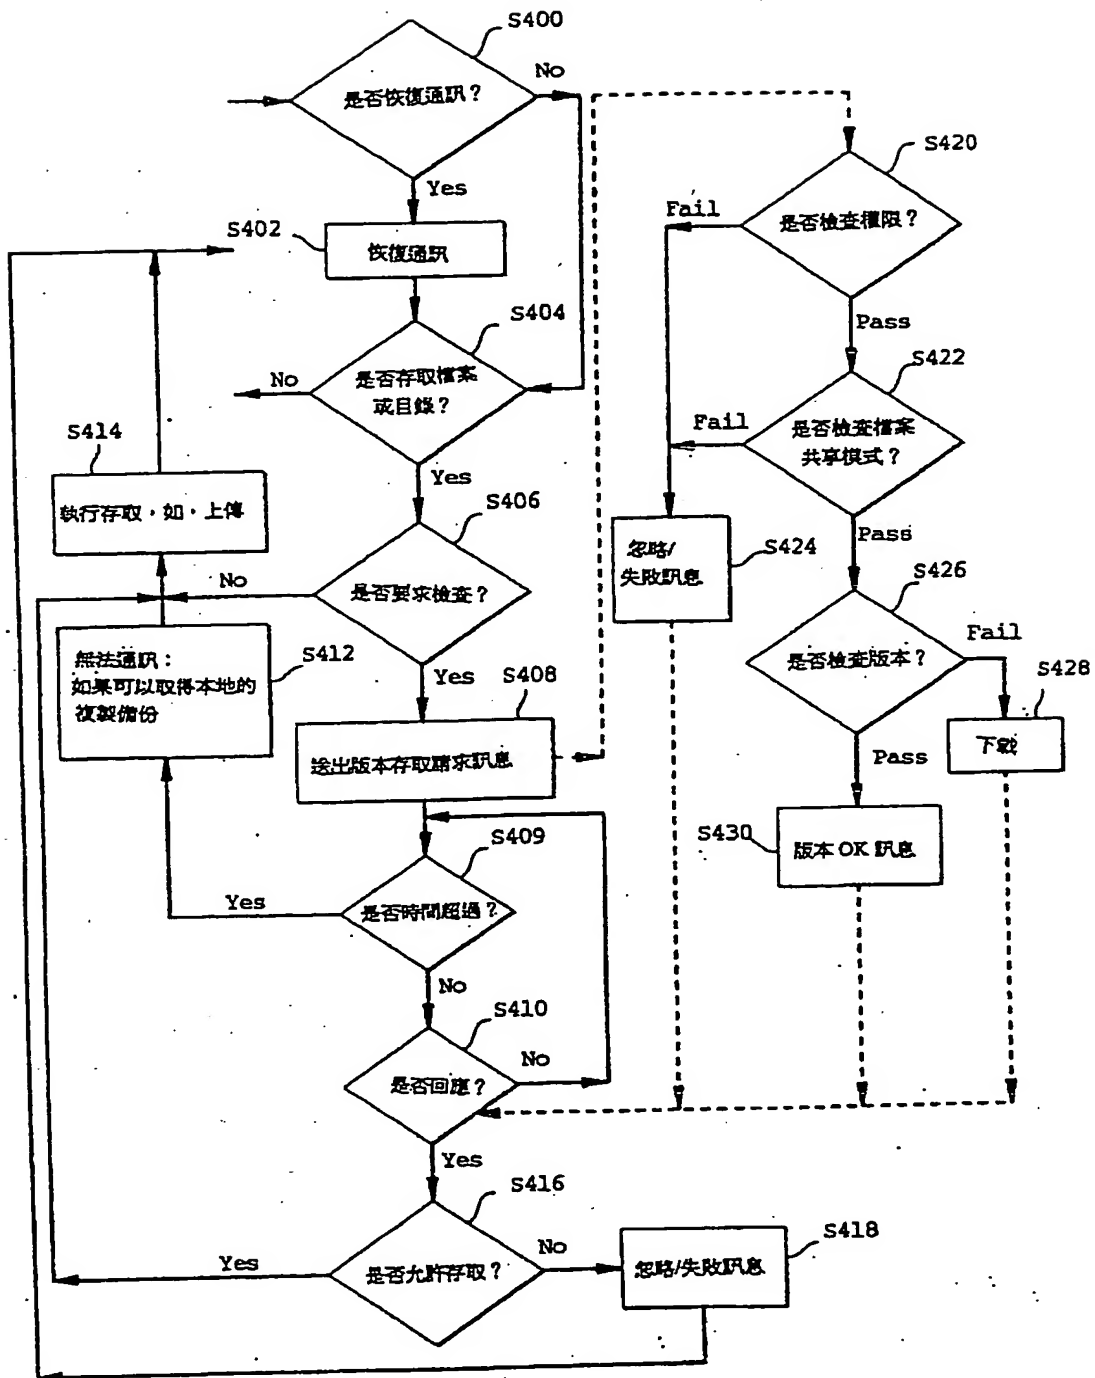 S400
是否恢復通訊？
No
Yes
S402
恢復通訊
S404
是否存取檔案
或目錄？
No
Yes
S414
執行存取，如，上傳
S406
是否要求檢查？
No
Yes
S412
無法通訊：
如果可以取得本地的
複製備份
S408
送出版本存取請求訊息
S409
是否時間超過？
Yes
No
S410
是否回應？
No
Yes
S416
是否允許存取？
Yes
No
S418
忽略/失敗訊息
S420
是否檢查權限？
Fail
Pass
S422
是否檢查檔案
共享模式？
Fail
Pass
S424
忽略/
失敗訊息
S426
是否檢查版本？
Fail
Pass
S428
下載
S430
版本 OK 訊息